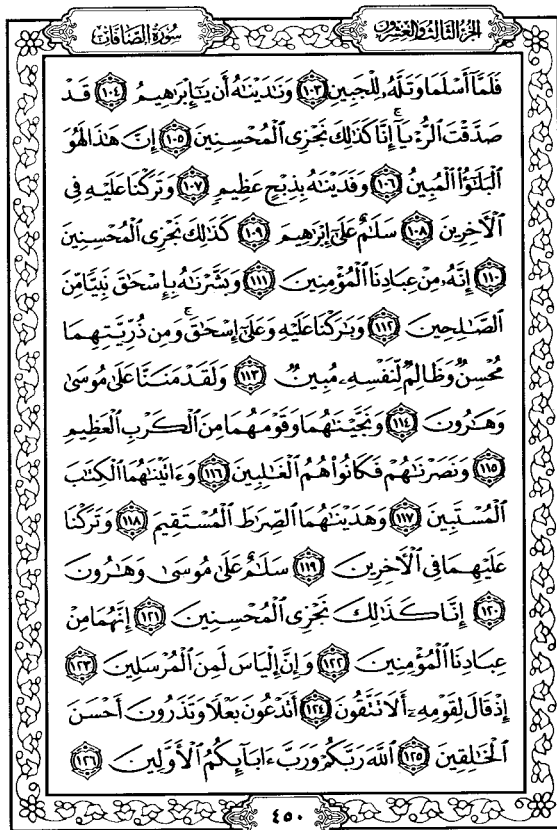 الجزء الثالث والعشرون
سورة الصافات
فَلَمَّآ أَسْلَمَا وَتَلَّهُۥ لِلْجَبِينِ ١٠٣ وَنَٰدَيْنَٰهُ أَن يَٰٓإِبْرَٰهِيمُ ١٠٤ قَدْ
صَدَّقْتَ ٱلرُّءْيَآ ۚ إِنَّا كَذَٰلِكَ نَجْزِى ٱلْمُحْسِنِينَ ١٠٥ إِنَّ هَٰذَا لَهُوَ
ٱلْبَلَٰٓؤُا۟ ٱلْمُبِينُ ١٠٦ وَفَدَيْنَٰهُ بِذِبْحٍ عَظِيمٍ ١٠٧ وَتَرَكْنَا عَلَيْهِ فِى
ٱلْءَاخِرِينَ ١٠٨ سَلَٰمٌ عَلَىٰٓ إِبْرَٰهِيمَ ١٠٩ كَذَٰلِكَ نَجْزِى ٱلْمُحْسِنِينَ
١١٠ إِنَّهُۥ مِنْ عِبَادِنَا ٱلْمُؤْمِنِينَ ١١١ وَبَشَّرْنَٰهُ بِإِسْحَٰقَ نَبِيًّا مِّنَ
ٱلصَّٰلِحِينَ ١١٢ وَبَٰرَكْنَا عَلَيْهِ وَعَلَىٰٓ إِسْحَٰقَ ۚ وَمِن ذُرِّيَّتِهِمَا
مُحْسِنٌ وَظَالِمٌ لِّنَفْسِهِۦ مُبِينٌ ١١٣ وَلَقَدْ مَنَنَّا عَلَىٰ مُوسَىٰ
وَهَٰرُونَ ١١٤ وَنَجَّيْنَٰهُمَا وَقَوْمَهُمَا مِنَ ٱلْكَرْبِ ٱلْعَظِيمِ
١١٥ وَنَصَرْنَٰهُمْ فَكَانُوا۟ هُمُ ٱلْغَٰلِبِينَ ١١٦ وَءَاتَيْنَٰهُمَا ٱلْكِتَٰبَ
ٱلْمُسْتَبِينَ ١١٧ وَهَدَيْنَٰهُمَا ٱلصِّرَٰطَ ٱلْمُسْتَقِيمَ ١١٨ وَتَرَكْنَا
عَلَيْهِمَا فِى ٱلْءَاخِرِينَ ١١٩ سَلَٰمٌ عَلَىٰ مُوسَىٰ وَهَٰرُونَ
١٢٠ إِنَّا كَذَٰلِكَ نَجْزِى ٱلْمُحْسِنِينَ ١٢١ إِنَّهُمَا مِنْ
عِبَادِنَا ٱلْمُؤْمِنِينَ ١٢٢ وَإِنَّ إِلْيَاسَ لَمِنَ ٱلْمُرْسَلِينَ ١٢٣
إِذْ قَالَ لِقَوْمِهِۦٓ أَلَا تَتَّقُونَ ١٢٤ أَتَدْعُونَ بَعْلًا وَتَذَرُونَ أَحْسَنَ
ٱلْخَٰلِقِينَ ١٢٥ ٱللَّهَ رَبَّكُمْ وَرَبَّ ءَابَآئِكُمُ ٱلْأَوَّلِينَ ١٢٦
٤٥٠